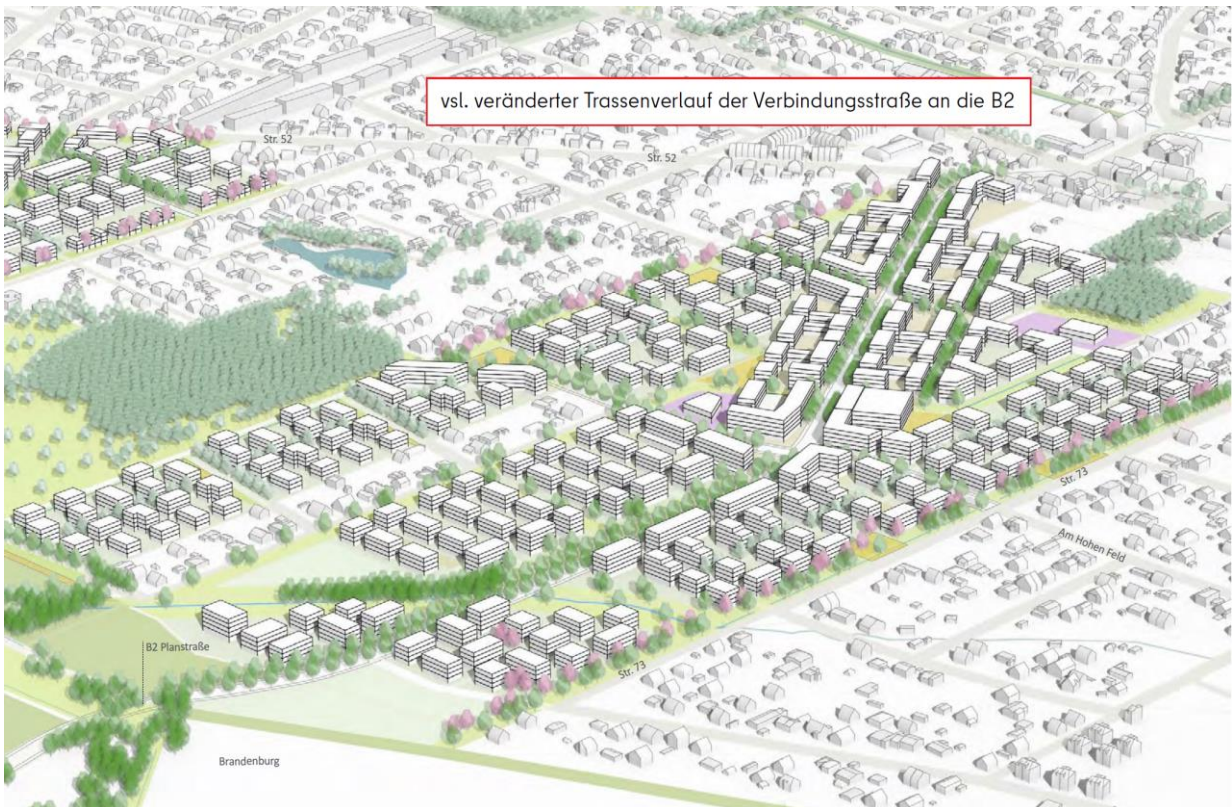 vsl. veränderter Trassenverlauf der Verbindungsstraße an die B2
Str. 52
Str. 52
Str. 73
Am Hohen Feld
B2 Planstraße
Str. 73
Brandenburg